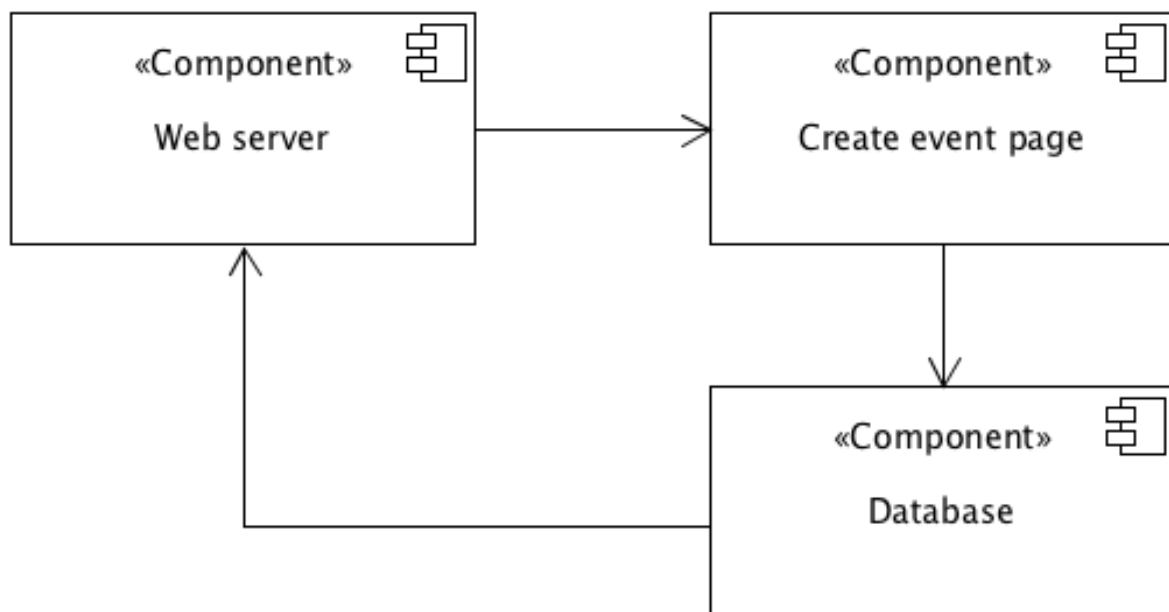 «Component»
Web server
«Component»
Create event page
«Component»
Database